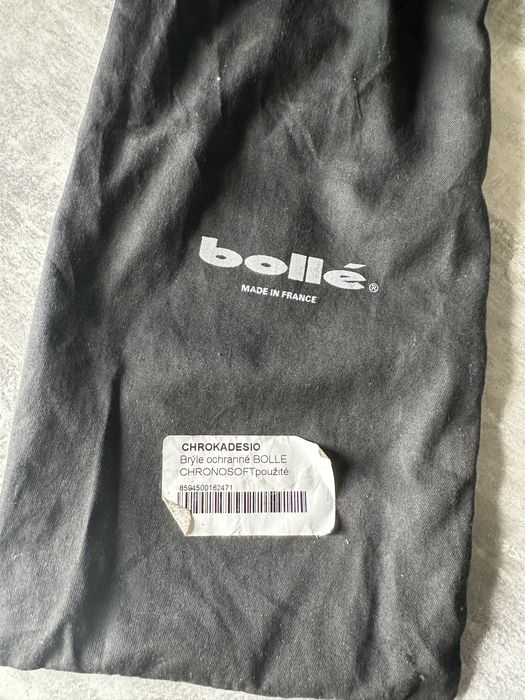 bollé®
MADE IN FRANCE
CHROKADESIO
Brýle ochranné BOLLE
CHRONOSOFTpoužité
8594500162471